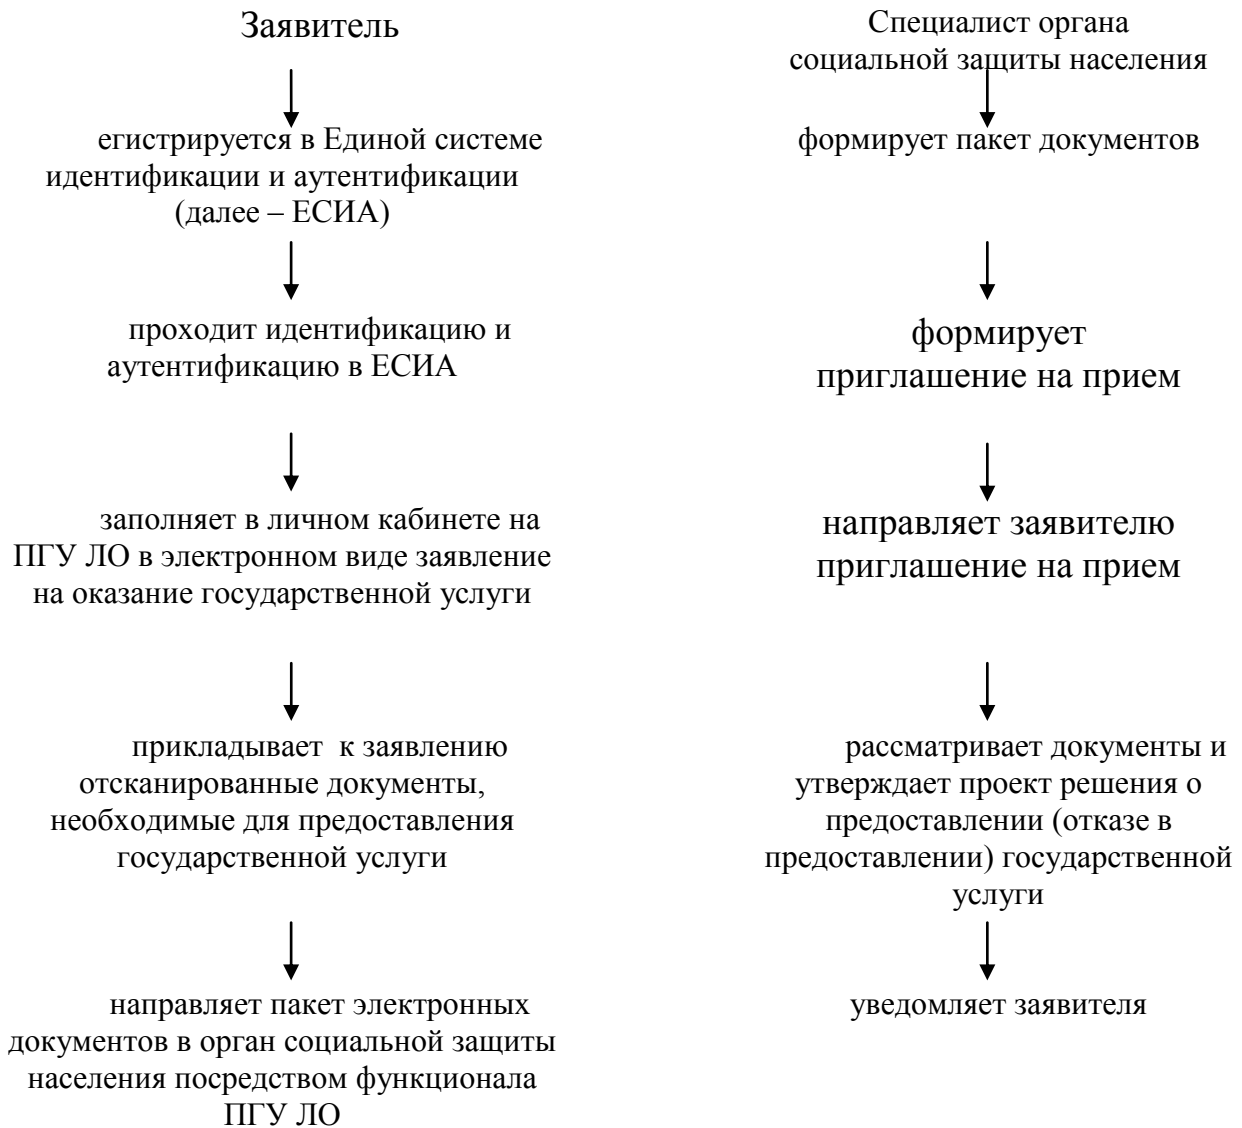 Заявитель
егистрируется в Единой системе
идентификации и аутентификации
(далее – ЕСИА)
проходит идентификацию и
аутентификацию в ЕСИА
заполняет в личном кабинете на
ПГУ ЛО в электронном виде заявление
на оказание государственной услуги
прикладывает к заявлению
отсканированные документы,
необходимые для предоставления
государственной услуги
направляет пакет электронных
документов в орган социальной защиты
населения посредством функционала
ПГУ ЛО
Специалист органа
социальной защиты населения
формирует пакет документов
формирует
приглашение на прием
направляет заявителю
приглашение на прием
рассматривает документы и
утверждает проект решения о
предоставлении (отказе в
предоставлении) государственной
услуги
уведомляет заявителя